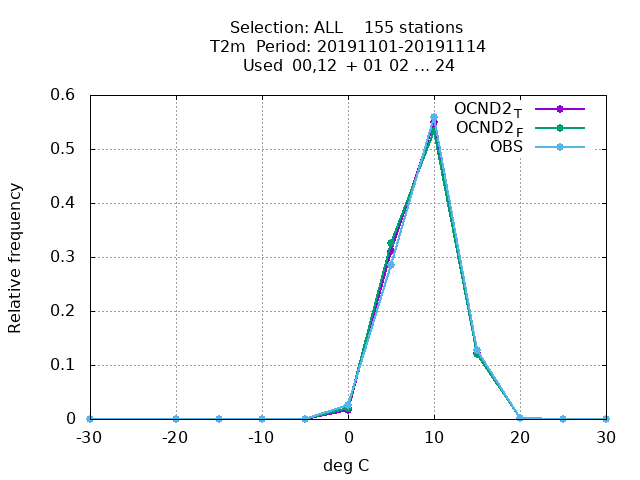 Selection: ALL 155 stations
T2m Period: 20191101-20191114
Used 00,12 + 01 02 ... 24
Relative frequency
0.6
0.5
0.4
0.3
0.2
0.1
0
-30
-20
-10
0
10
20
30
deg C
OCND2_T
OCND2_F
OBS